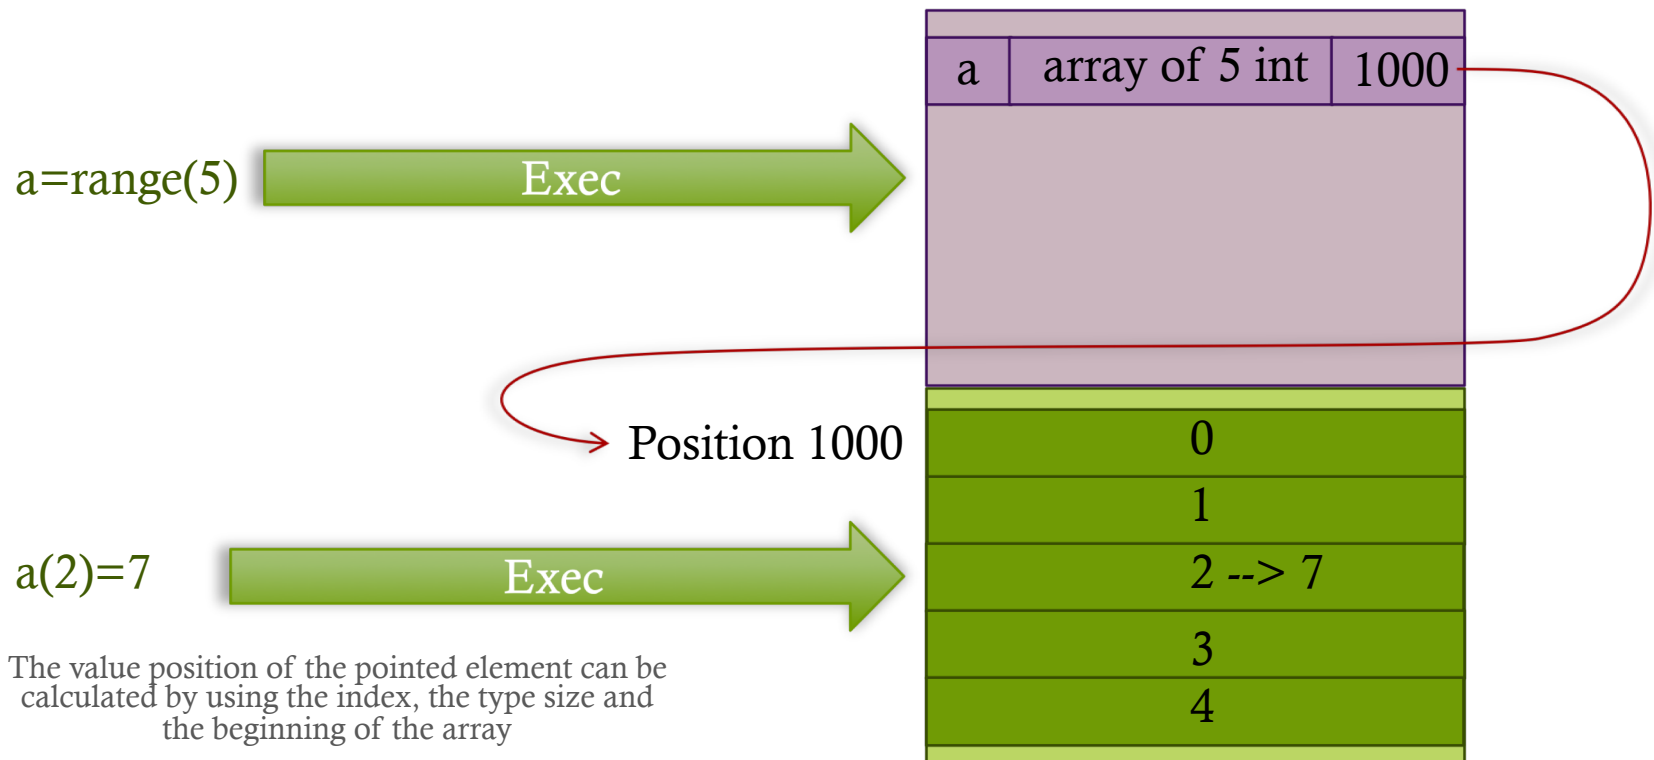 a array of 5 int 1000
a=range(5) Exec
Position 1000 0
1
a(2)=7 Exec 2 --> 7
3
4
The value position of the pointed element can be
calculated by using the index, the type size and
the beginning of the array